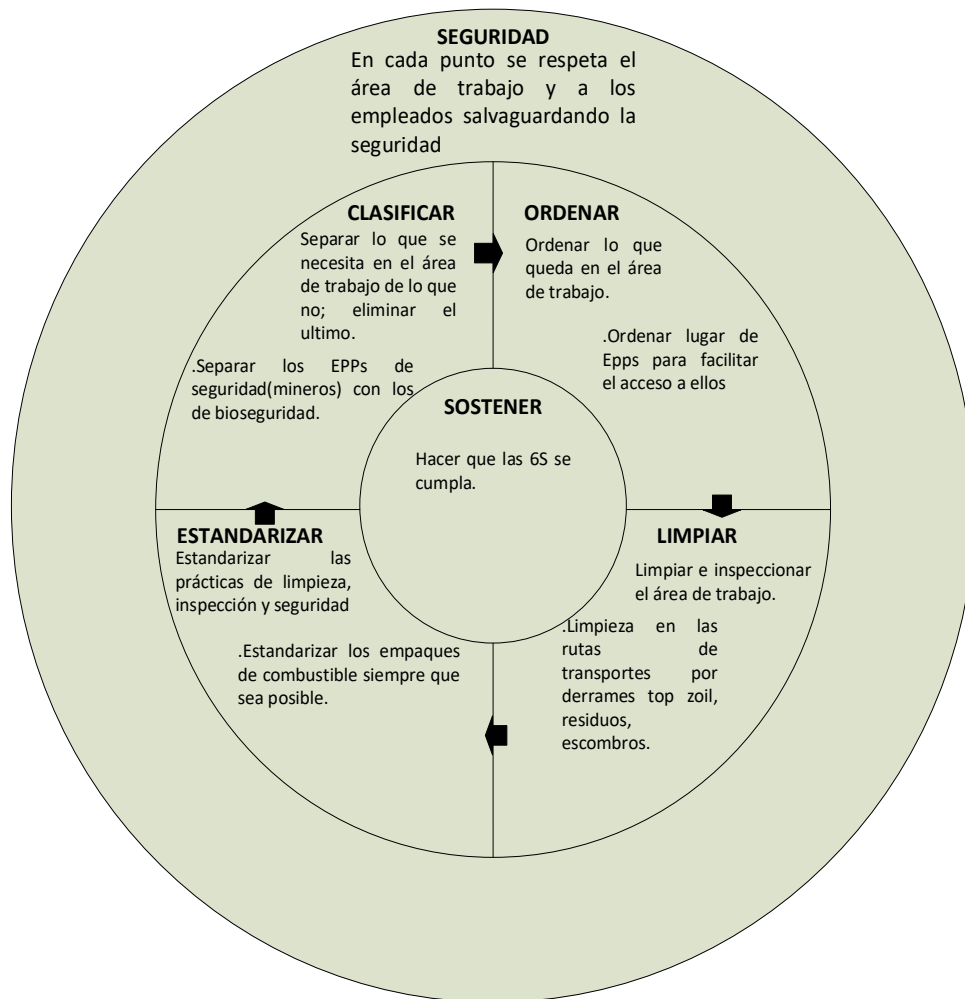 SEGURIDAD
En cada punto se respeta el
área de trabajo y a los
empleados salvaguardando la
seguridad
CLASIFICAR
Separar lo que se
necesita en el área
de trabajo de lo que
no; eliminar el
ultimo.
.Separar los EPPs de
seguridad(mineros) con los
de bioseguridad.
ORDENAR
Ordenar lo que
queda en el área
de trabajo.
.Ordenar lugar de
Epps para facilitar
el acceso a ellos
SOSTENER
Hacer que las 6S se
cumpla.
ESTANDARIZAR
Estandarizar las
prácticas de limpieza,
inspección y seguridad
.Estandarizar los empaques
de combustible siempre que
sea posible.
LIMPIAR
Limpiar e inspeccionar
el área de trabajo.
.Limpieza en las
rutas de
transportes por
derrames top zoil,
residuos,
escombros.